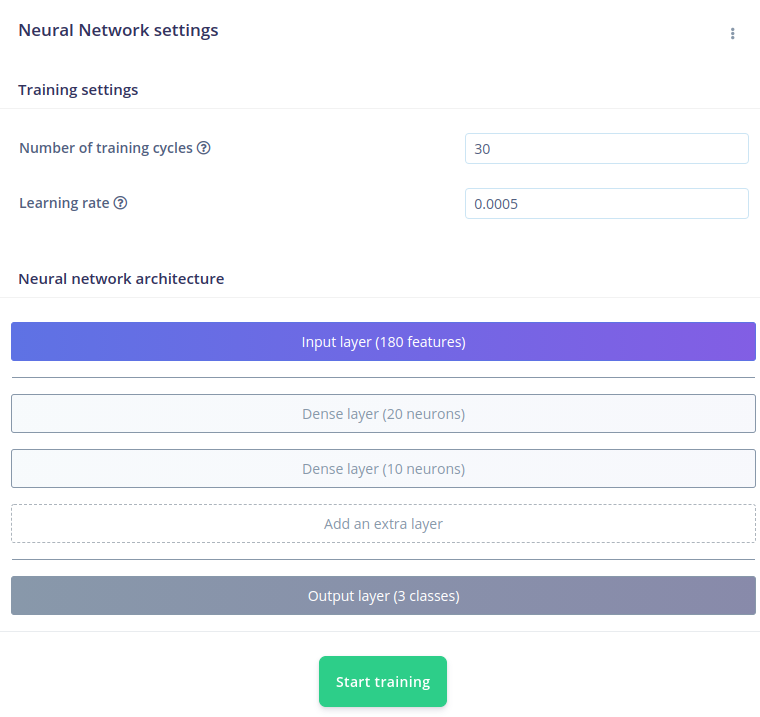 Neural Network settings
Training settings
Number of training cycles
30
Learning rate
0.0005
Neural network architecture
Input layer (180 features)
Dense layer (20 neurons)
Dense layer (10 neurons)
Add an extra layer
Output layer (3 classes)
Start training